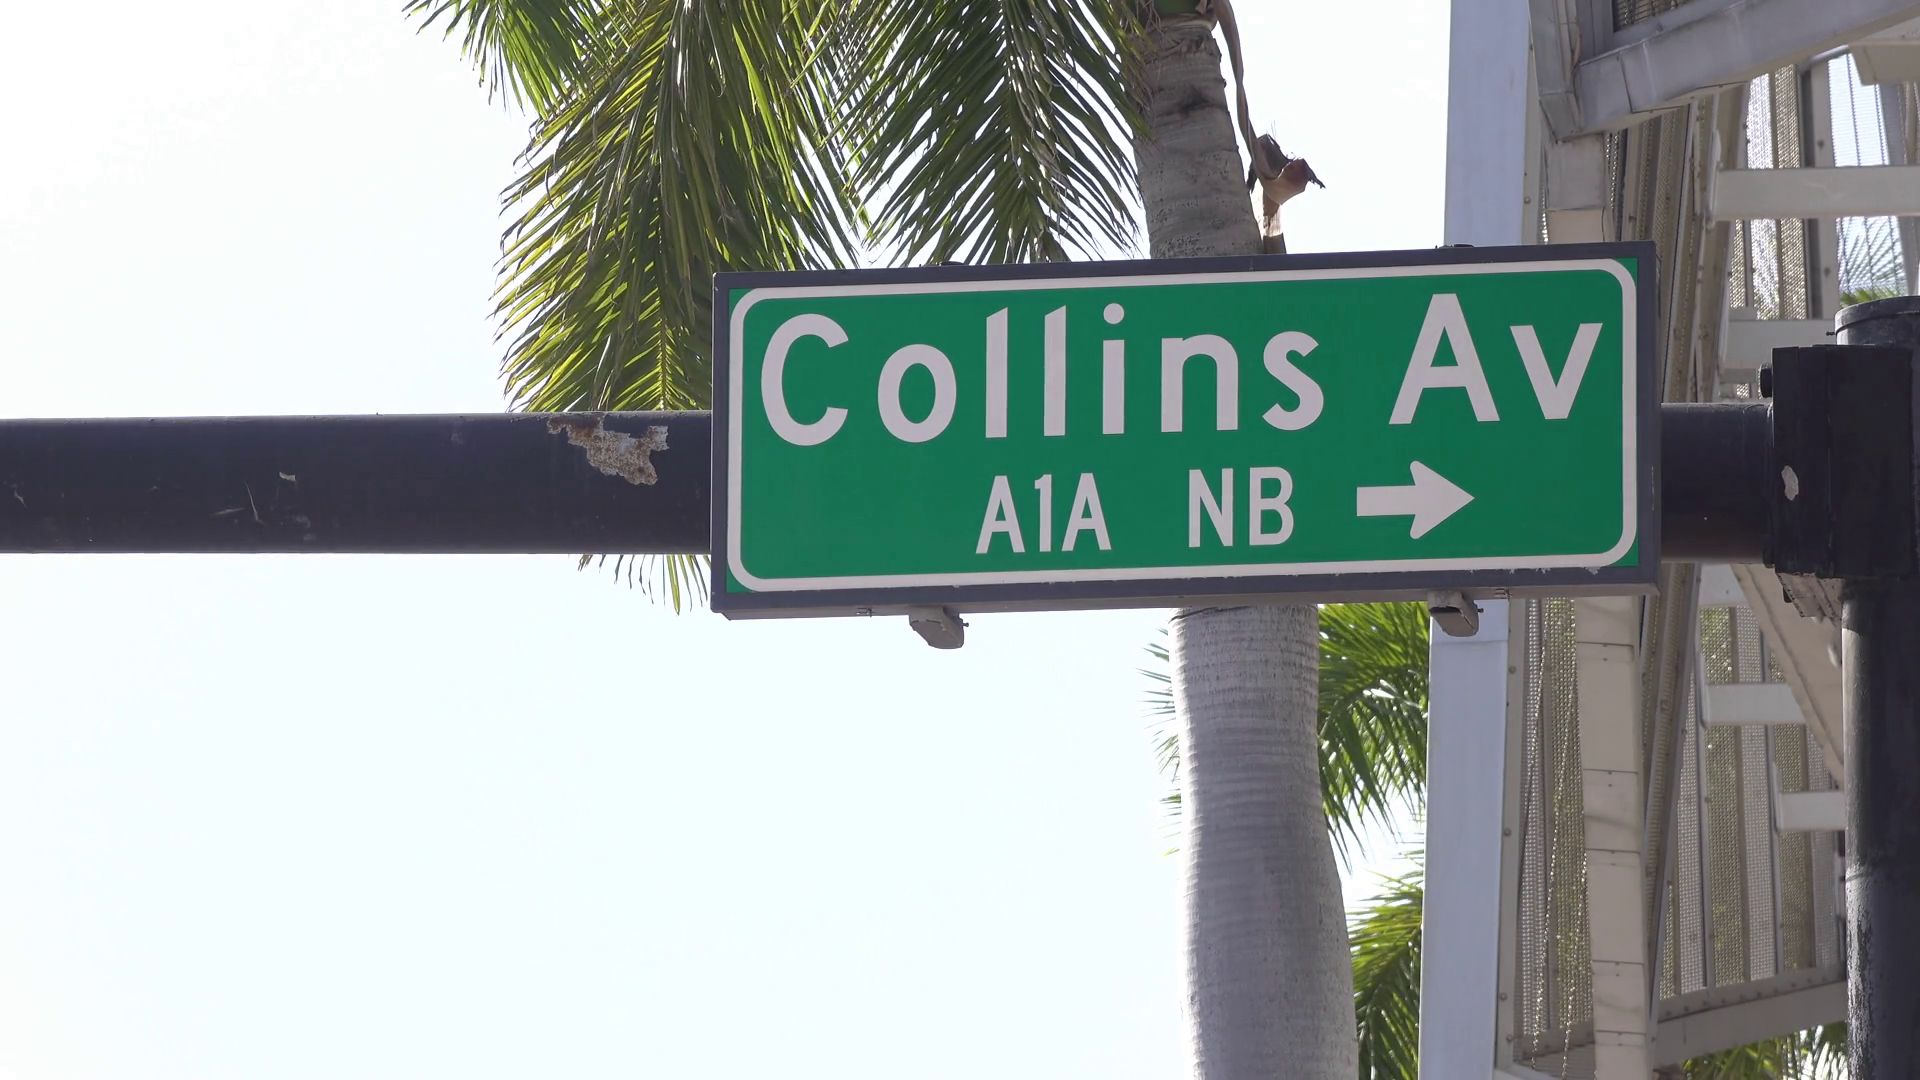 Collins Av
A1A NB →